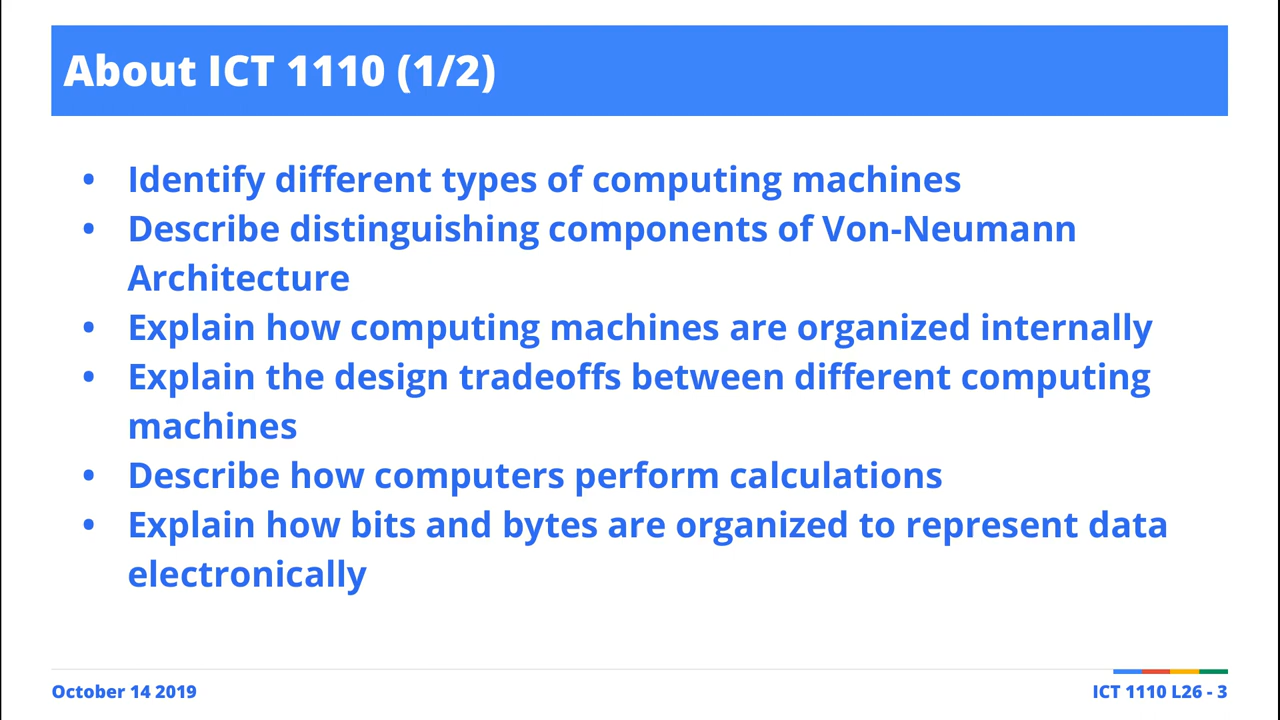 About ICT 1110 (1/2)
• Identify different types of computing machines
• Describe distinguishing components of Von-Neumann
Architecture
• Explain how computing machines are organized internally
• Explain the design tradeoffs between different computing
machines
• Describe how computers perform calculations
• Explain how bits and bytes are organized to represent data
electronically
October 14 2019
ICT 1110 L26 - 3